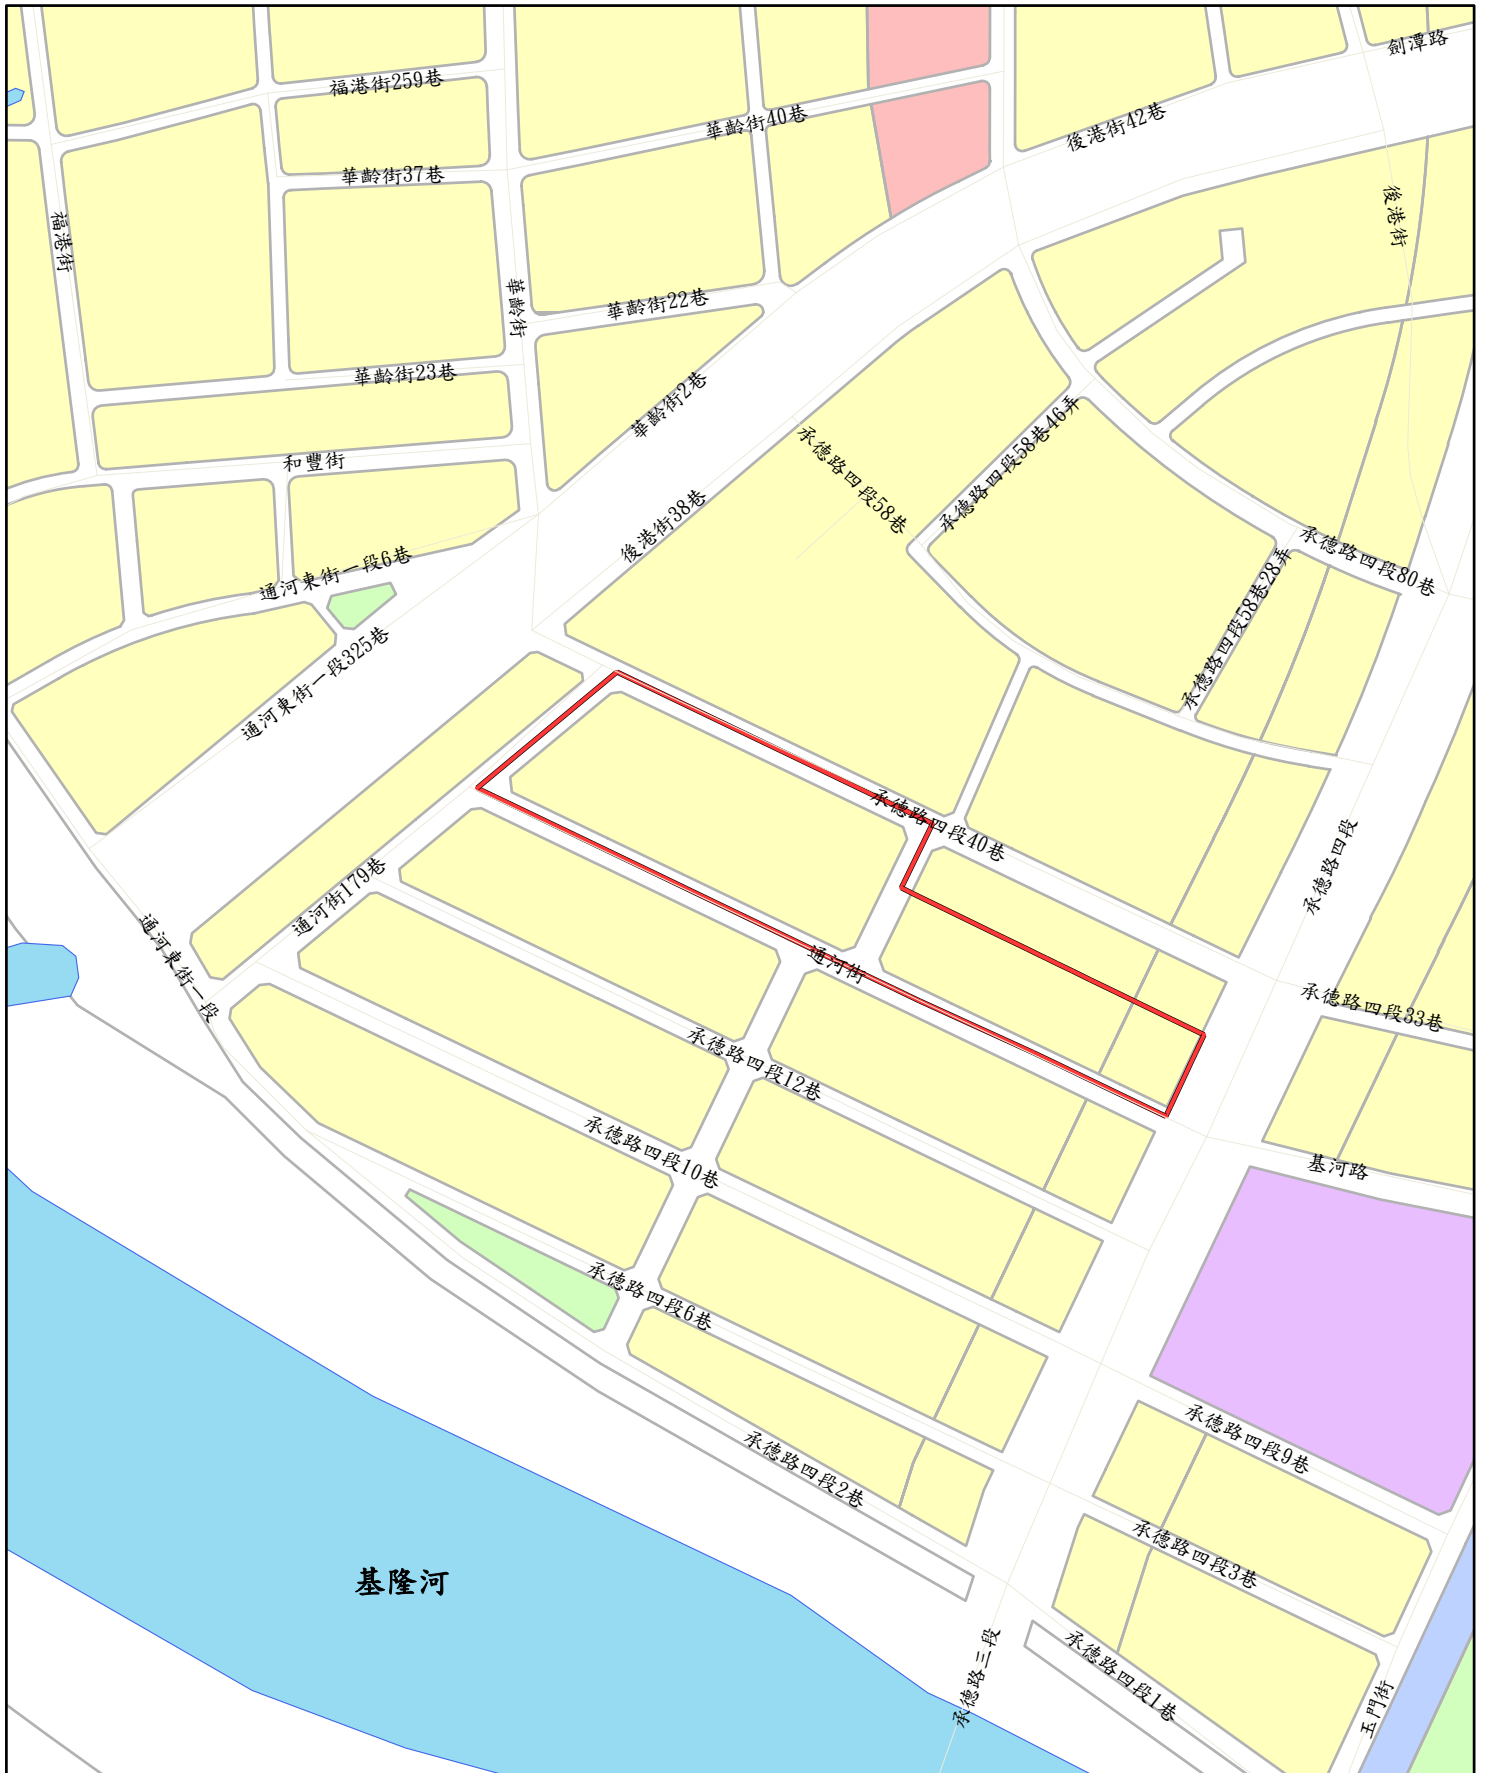 劍潭路
福港街259巷
華齡街40巷
後港街42巷
華齡街37巷
福港街
後港街
華齡街
華齡街22巷
華齡街23巷
華齡街2巷
承德路四段58巷46弄
和豐街
承德路四段58巷
後港街38巷
承德路四段80巷
通河東街一段6巷
承德路四段58巷28弄
通河東街一段325巷
承德路四段40巷
承德路四段
通河街179巷
通河東街一段
通河街
承德路四段33巷
承德路四段12巷
承德路四段10巷
基河路
承德路四段6巷
承德路四段9巷
承德路四段2巷
承德路四段3巷
基隆河
承德路三段
承德路四段1巷
玉門街